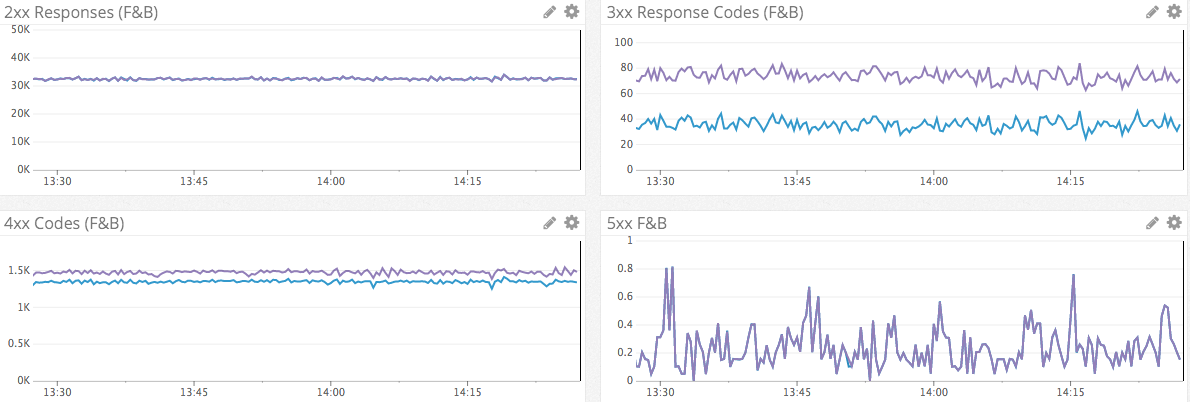 2xx Responses (F&B)
50K
40K
30K
20K
10K
0K
13:30 13:45 14:00 14:15
3xx Response Codes (F&B)
100
80
60
40
20
0
13:30 13:45 14:00 14:15
4xx Codes (F&B)
1.5K
1K
0.5K
0K
13:30 13:45 14:00 14:15
5xx F&B
1
0.8
0.6
0.4
0.2
0
13:30 13:45 14:00 14:15